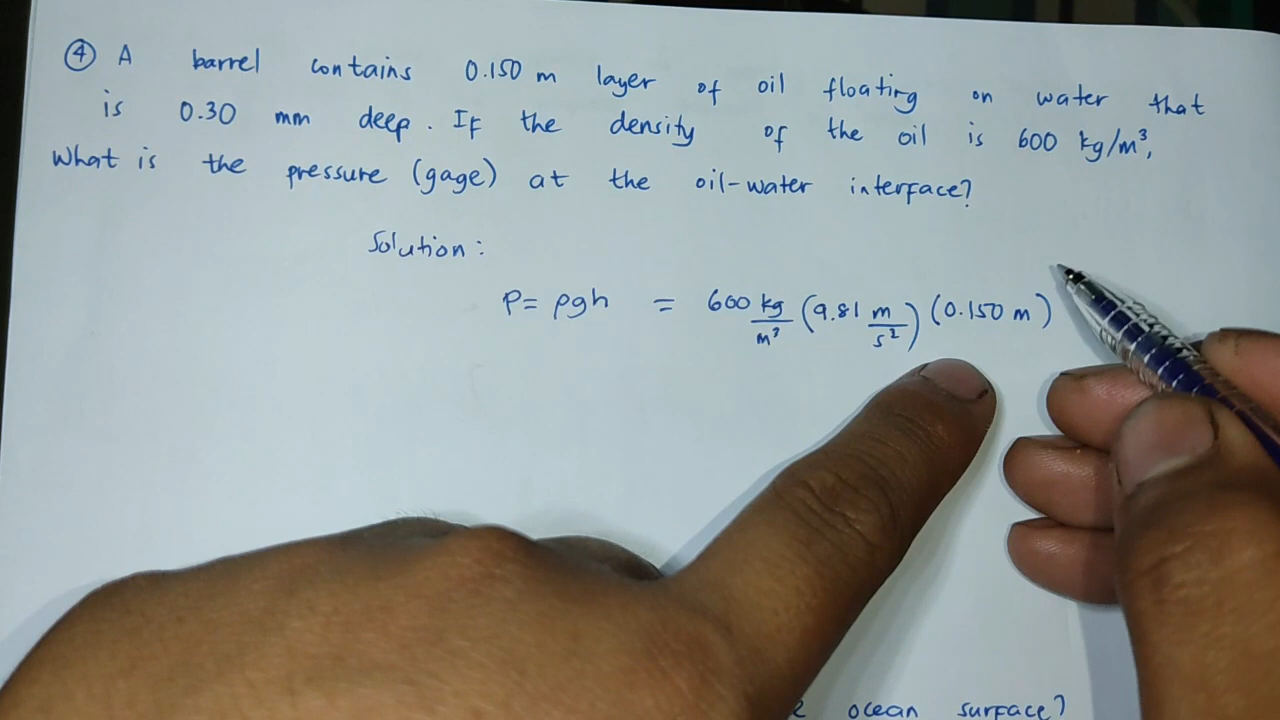 ④ A barrel contains 0.150 m layer of oil floating on water that
is 0.30 mm deep. If the density of the oil is 600 kg/m³,
What is the pressure (gage) at the oil-water interface?
Solution:
P = ρgh = 600 kg/m³ (9.81 m/s²) (0.150 m)
ocean surface?